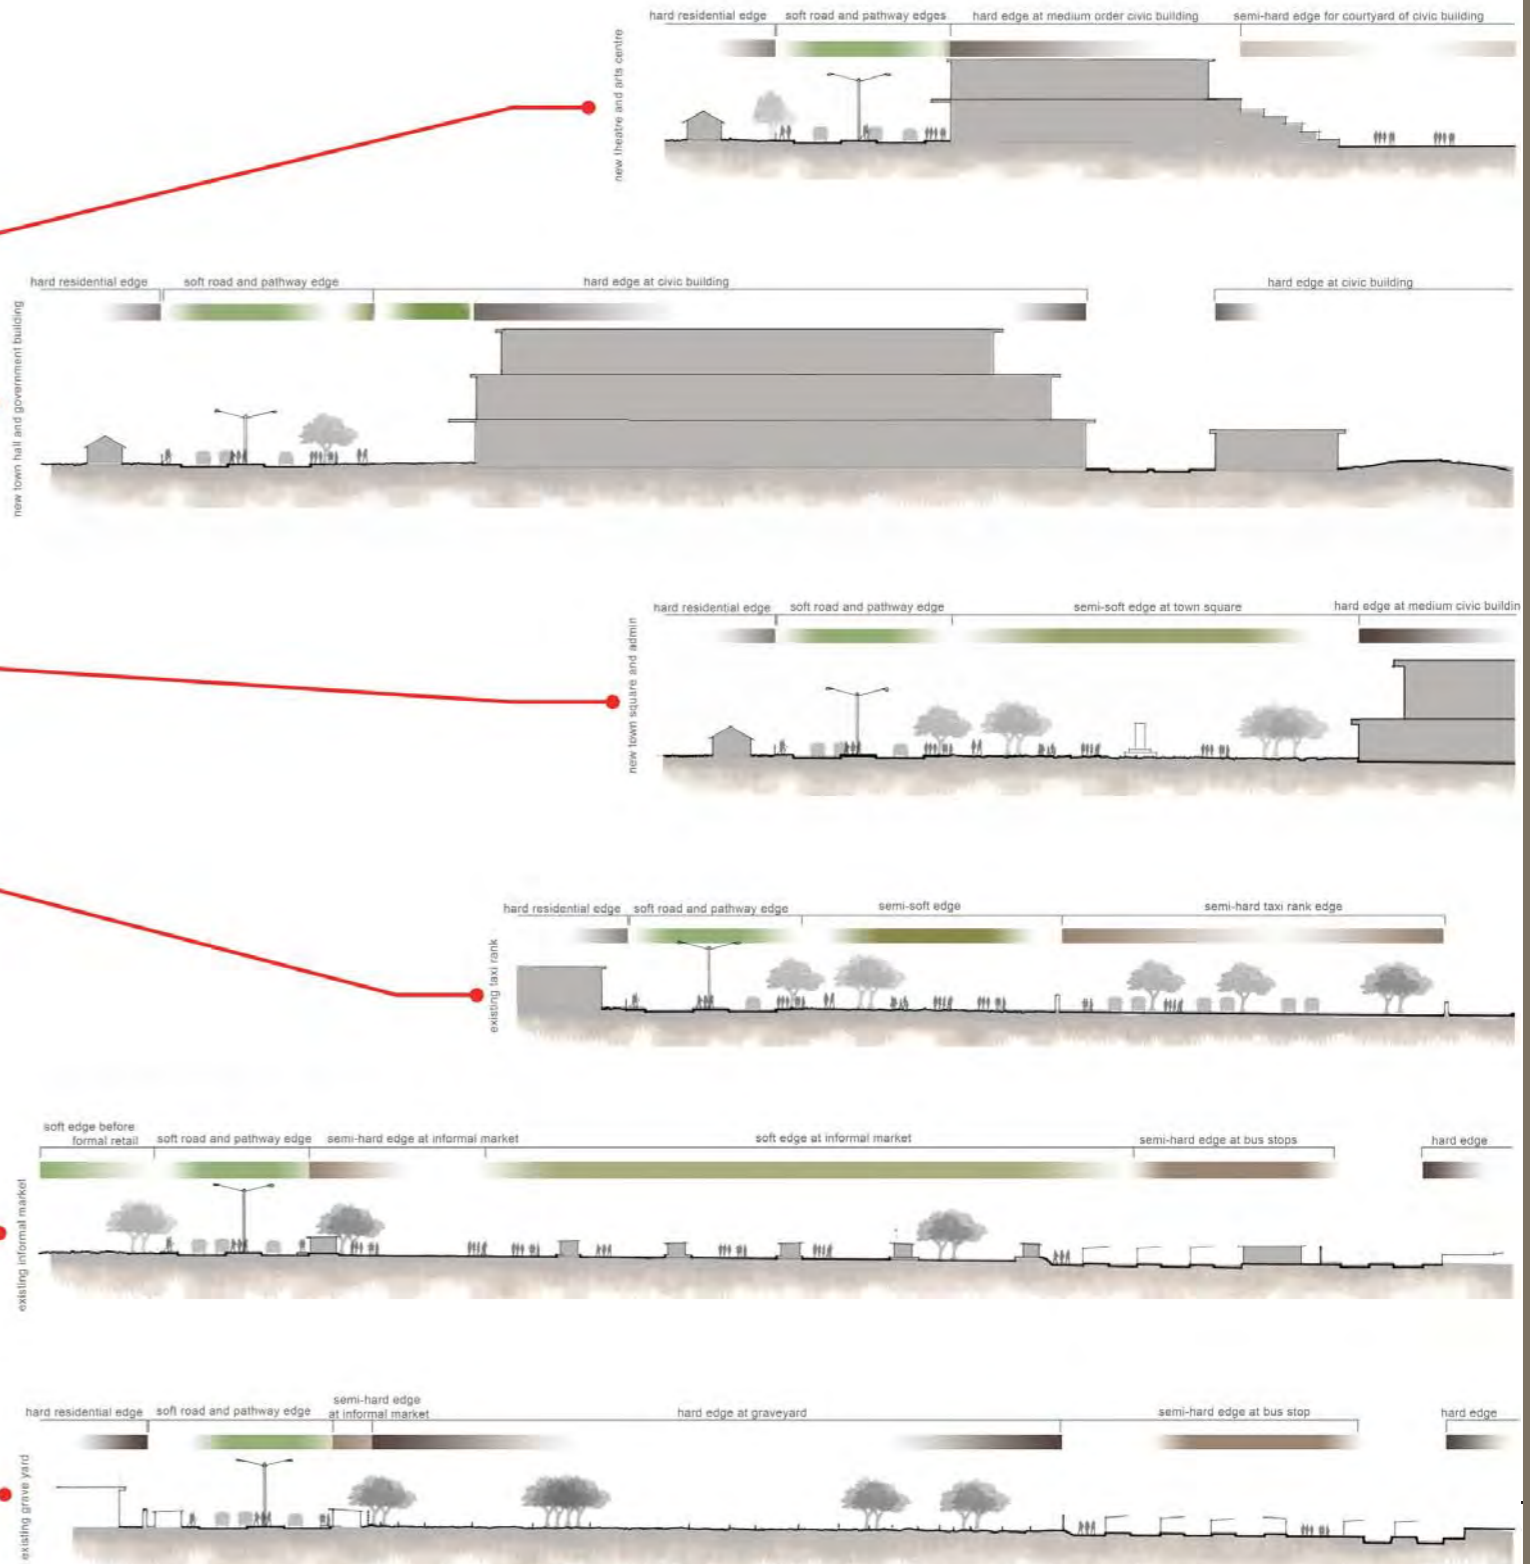 hard residential edge
soft road and pathway edges
hard edge at medium order civic building
semi-hard edge for courtyard of civic building
new theatre and arts centre
hard residential edge
soft road and pathway edge
hard edge at civic building
hard edge at civic building
new town hall and government building
hard residential edge
soft road and pathway edge
semi-soft edge at town square
hard edge at medium civic buildin
new town square and admin
hard residential edge
soft road and pathway edge
semi-soft edge
semi-hard taxi rank edge
existing taxi rank
soft edge before
formal retail
soft road and pathway edge
semi-hard edge at informal market
soft edge at informal market
semi-hard edge at bus stops
hard edge
existing informal market
hard residential edge
soft road and pathway edge
semi-hard edge
at informal market
hard edge at graveyard
semi-hard edge at bus stop
hard edge
existing grave yard